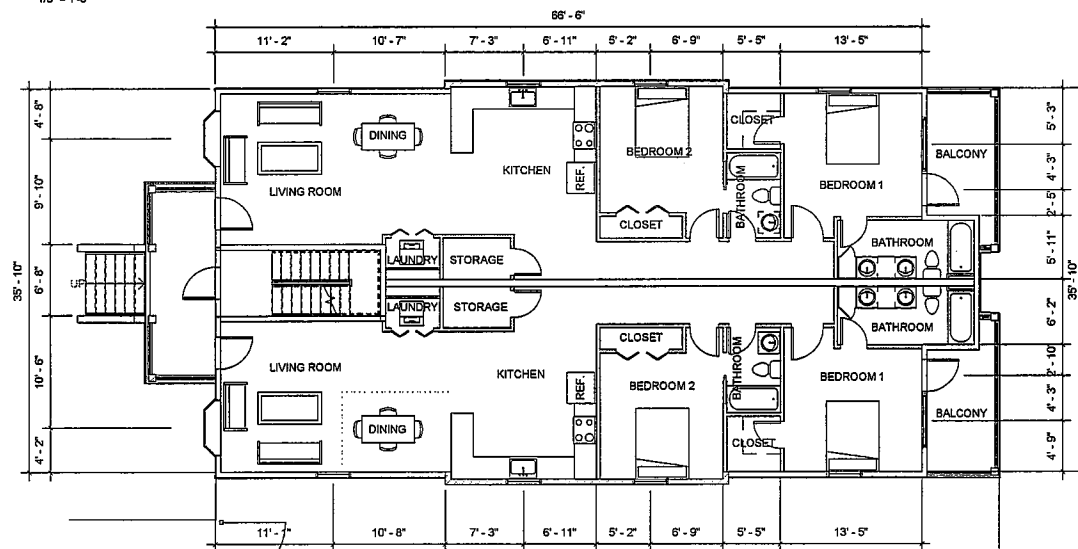 66' - 6"
11' - 2" 10' - 7" 7' - 3" 6' - 11" 5' - 2" 6' - 9" 5' - 5" 13' - 5"
4' - 8"
9' - 10"
6' - 8"
10' - 6"
4' - 2"
35' - 10"
UP
DINING
LIVING ROOM
KITCHEN
REF.
BEDROOM 2
CLOSET
CLOSET
BATHROOM
BEDROOM 1
BALCONY
LAUNDRY
STORAGE
BATHROOM
LAUNDRY
STORAGE
BATHROOM
LIVING ROOM
KITCHEN
CLOSET
BATHROOM
BEDROOM 2
BEDROOM 1
REF.
DINING
CLOSET
BALCONY
5' - 3"
4' - 3"
2' - 5"
5' - 11"
35' - 10"
6' - 2"
2' - 10"
4' - 3"
4' - 9"
10' - 8" 7' - 3" 6' - 11" 5' - 2" 6' - 9" 5' - 5" 13' - 5"